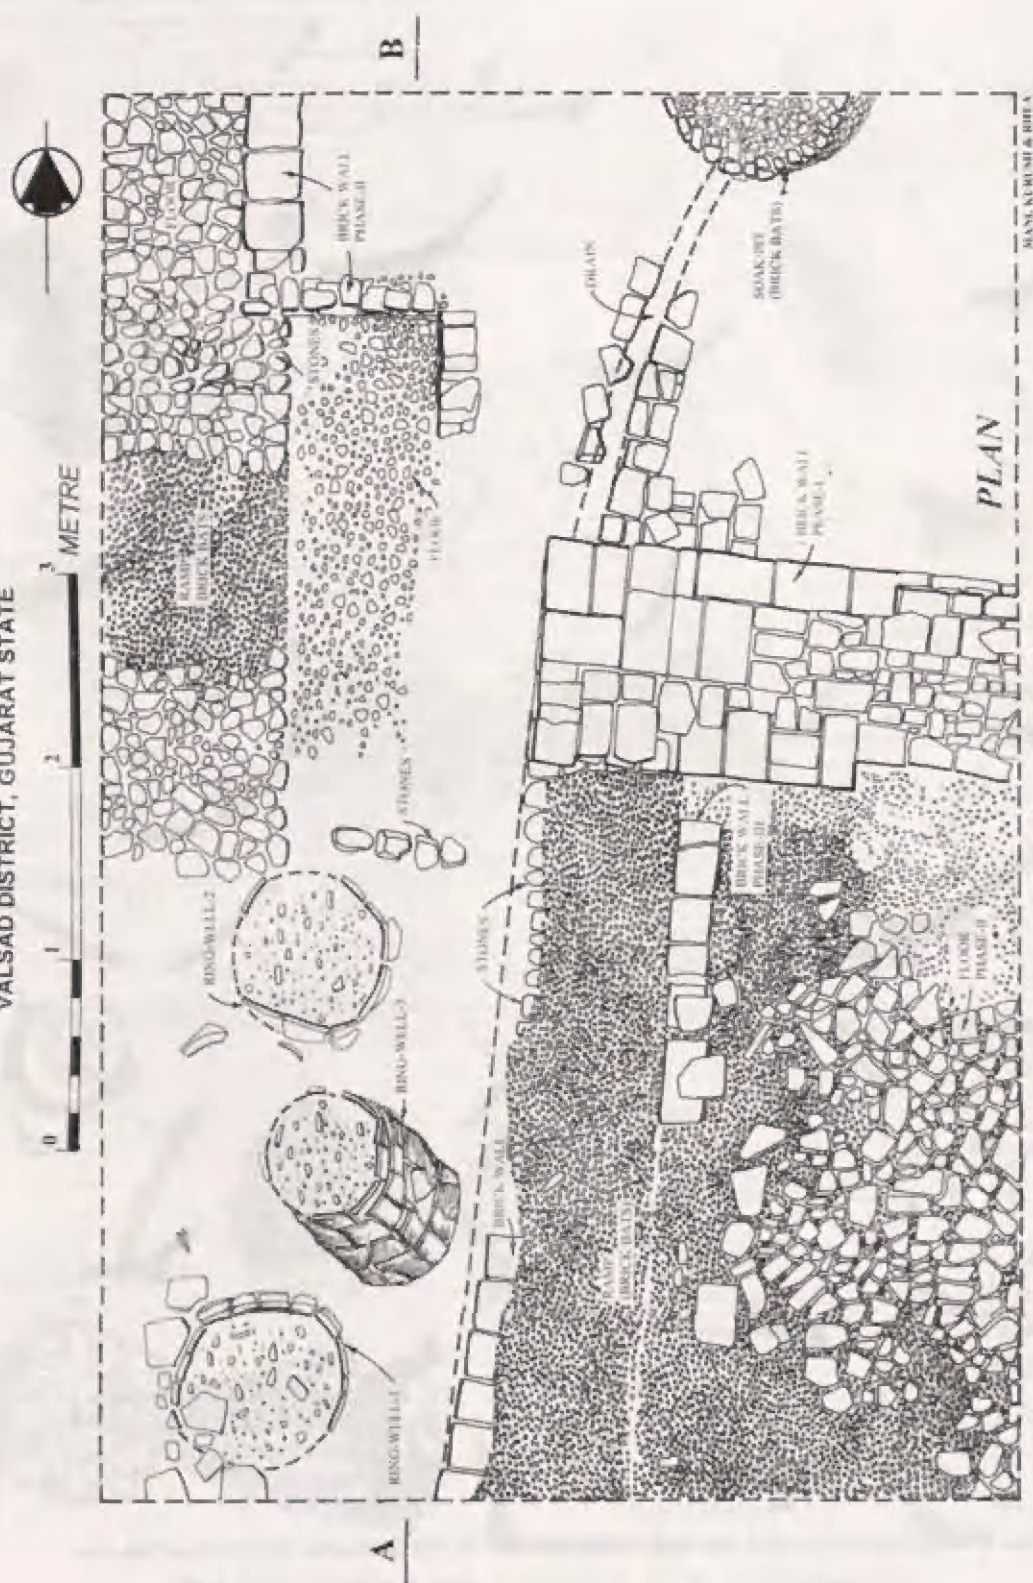 VALSAD DISTRICT, GUJARAT STATE
0 1 2 3 METRE
A
B
RING-WELL-1
RING-WELL-2
RING-WELL-3
STONES
FLOOR
RAMP
(BRICK BATS)
STONES
FLOOR
BRICK WALL
PHASE-II
BRICK WALL
STONES
RAMP
(BRICK BATS)
BRICK WALL
PHASE-III
FLOOR
PHASE-II
BRICK WALL
PHASE-I
DRAIN
SOAK-PIT
(BRICK BATS)
PLAN